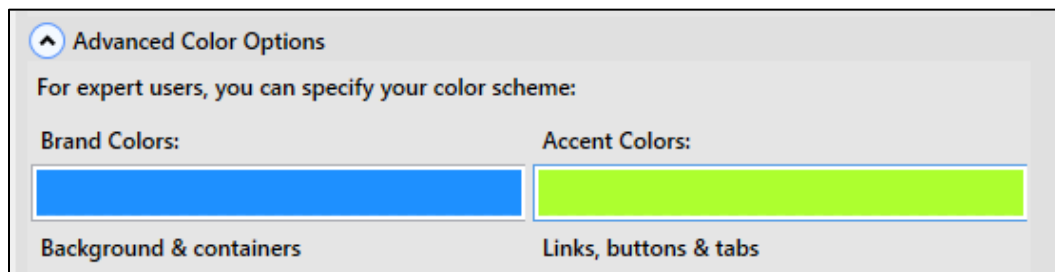 Advanced Color Options
For expert users, you can specify your color scheme:
Brand Colors:
Accent Colors:
Background & containers
Links, buttons & tabs